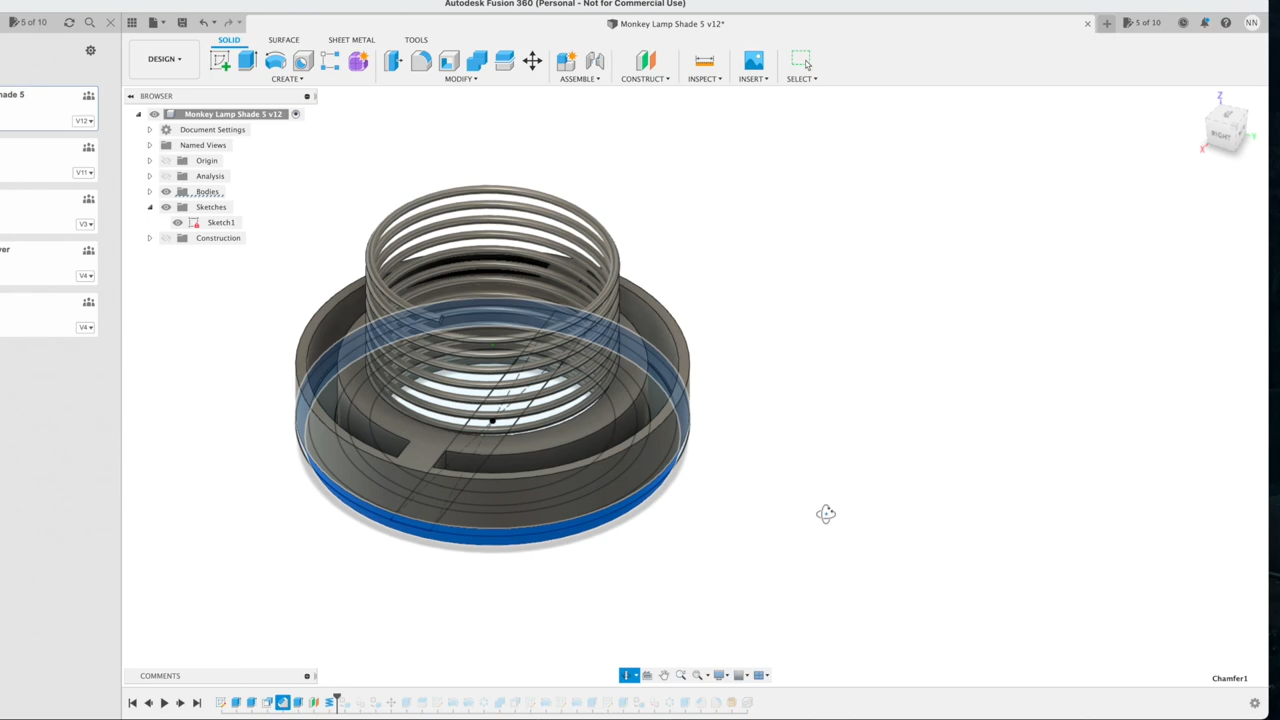 Autodesk Fusion 360 (Personal - Not for Commercial Use)
5 of 10
Monkey Lamp Shade 5 v12*
5 of 10
NN
SOLID
SURFACE
SHEET METAL
TOOLS
DESIGN
CREATE
MODIFY
ASSEMBLE
CONSTRUCT
INSPECT
INSERT
SELECT
hade 5
V12
V11
V3
ver
V4
V4
BROWSER
Monkey Lamp Shade 5 v12
Document Settings
Named Views
Origin
Analysis
Bodies
Sketches
Sketch1
Construction
Z
RIGHT
X
Y
COMMENTS
Chamfer1